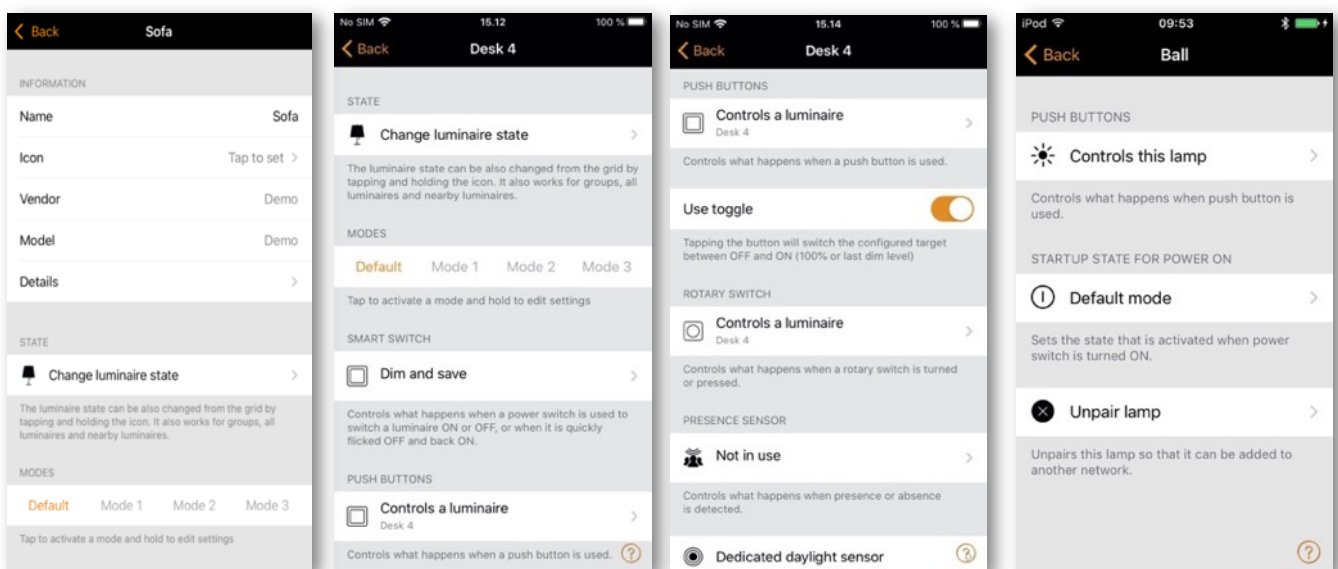 Back Sofa
INFORMATION
Name Sofa
Icon Tap to set >
Vendor Demo
Model Demo
Details >
STATE
Change luminaire state >
The luminaire state can be also changed from the grid by
tapping and holding the icon. It also works for groups, all
luminaires and nearby luminaires.
MODES
Default Mode 1 Mode 2 Mode 3
Tap to activate a mode and hold to edit settings
No SIM 15.12 100 %
Back Desk 4
STATE
Change luminaire state >
The luminaire state can be also changed from the grid by
tapping and holding the icon. It also works for groups, all
luminaires and nearby luminaires.
MODES
Default Mode 1 Mode 2 Mode 3
Tap to activate a mode and hold to edit settings
SMART SWITCH
Dim and save >
Controls what happens when a power switch is used to
switch a luminaire ON or OFF, or when it is quickly
flicked OFF and back ON.
PUSH BUTTONS
Controls a luminaire >
Desk 4
Controls what happens when a push button is used. ?
No SIM 15.14 100 %
Back Desk 4
PUSH BUTTONS
Controls a luminaire >
Desk 4
Controls what happens when a push button is used.
Use toggle
Tapping the button will switch the configured target
between OFF and ON (100% or last dim level)
ROTARY SWITCH
Controls a luminaire >
Desk 4
Controls what happens when a rotary switch is turned
or pressed.
PRESENCE SENSOR
Not in use >
Controls what happens when presence or absence
is detected.
Dedicated daylight sensor ?
iPod 09:53
Back Ball
PUSH BUTTONS
Controls this lamp >
Controls what happens when push button is
used.
STARTUP STATE FOR POWER ON
Default mode >
Sets the state that is activated when power
switch is turned ON.
Unpair lamp >
Unpairs this lamp so that it can be added to
another network.
?